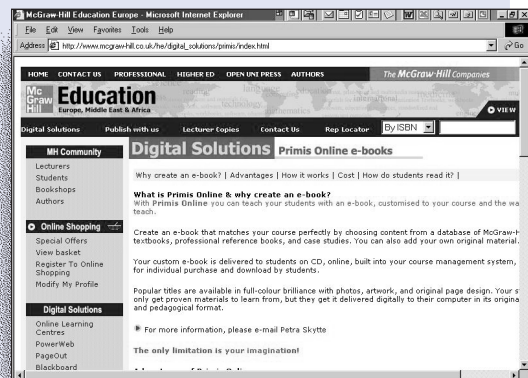 McGraw-Hill Education Europe - Microsoft Internet Explorer
File Edit View Favorites Tools Help
Address http://www.mcgraw-hill.co.uk/he/digital_solutions/primis/index.html Go
HOME CONTACT US PROFESSIONAL HIGHER ED OPEN UNI PRESS AUTHORS The McGraw-Hill Companies
Mc Graw Hill Education
Europe, Middle East & Africa
VIEW
Digital Solutions Publish with us Lecturer Copies Contact Us Rep Locator By ISBN
MH Community
Lecturers
Students
Bookshops
Authors
Online Shopping
Special Offers
View basket
Register To Online
Shopping
Modify My Profile
Digital Solutions
Online Learning
Centres
PowerWeb
PageOut
Blackboard
Digital Solutions Primis Online e-books
Why create an e-book? | Advantages | How it works | Cost | How do students read it? |
What is Primis Online & why create an e-book?
With Primis Online you can teach your students with an e-book, customised to your course and the wa
teach.
Create an e-book that matches your course perfectly by choosing content from a database of McGraw-H
textbooks, professional reference books, and case studies. You can also add your own original material.
Your custom e-book is delivered to students on CD, online, built into your course management system,
for individual purchase and download by students.
Popular titles are available in full-colour brilliance with photos, artwork, and original page design. Your s
only get proven materials to learn from, but they get it delivered digitally to their computer in its origina
and pedagogical format.
For more information, please e-mail Petra Skytte
The only limitation is your imagination!